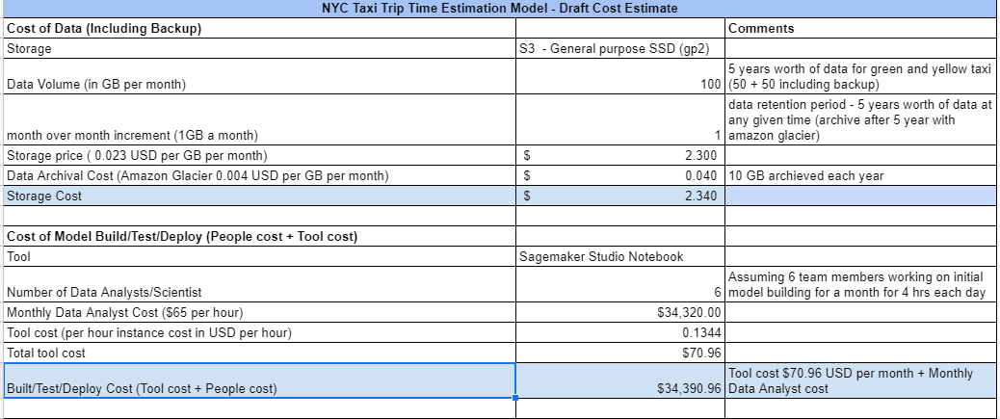 NYC Taxi Trip Time Estimation Model - Draft Cost Estimate
Cost of Data (Including Backup) Comments
Storage S3 - General purpose SSD (gp2)
Data Volume (in GB per month) 100 5 years worth of data for green and yellow taxi
(50 + 50 including backup)
month over month increment (1GB a month) 1 data retention period - 5 years worth of data at
any given time (archive after 5 year with
amazon glacier)
Storage price ( 0.023 USD per GB per month) $ 2.300
Data Archival Cost (Amazon Glacier 0.004 USD per GB per month) $ 0.040 10 GB archieved each year
Storage Cost $ 2.340
Cost of Model Build/Test/Deploy (People cost + Tool cost)
Tool Sagemaker Studio Notebook
Number of Data Analysts/Scientist 6 Assuming 6 team members working on initial
model building for a month for 4 hrs each day
Monthly Data Analyst Cost ($65 per hour) $34,320.00
Tool cost (per hour instance cost in USD per hour) 0.1344
Total tool cost $70.96
Built/Test/Deploy Cost (Tool cost + People cost) $34,390.96 Tool cost $70.96 USD per month + Monthly
Data Analyst cost